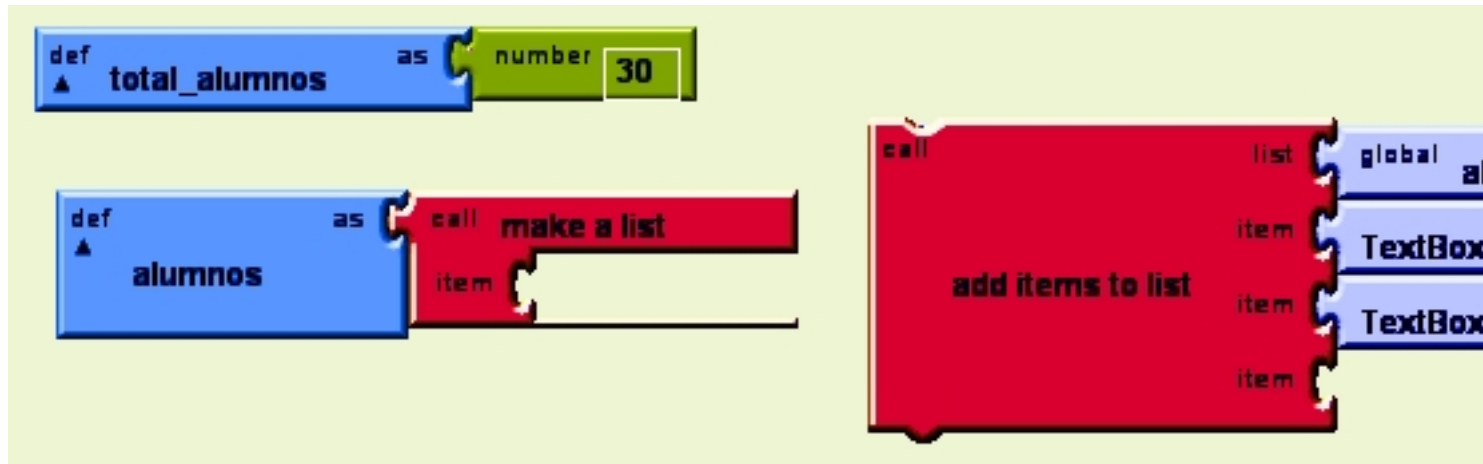 def total_alumnos as number 30
def alumnos as call make a list
item
call add items to list list global
item TextBox
item TextBox
item